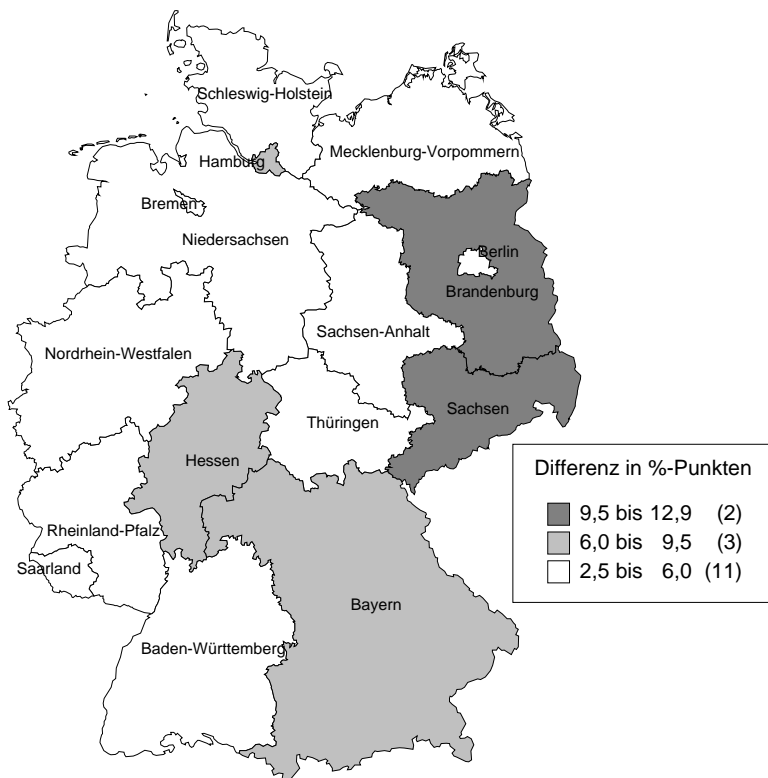 Schleswig-Holstein
Mecklenburg-Vorpommern
Hamburg
Bremen
Niedersachsen
Berlin
Brandenburg
Sachsen-Anhalt
Nordrhein-Westfalen
Sachsen
Thüringen
Hessen
Rheinland-Pfalz
Saarland
Bayern
Baden-Württemberg
Differenz in %-Punkten
9,5 bis 12,9 (2)
6,0 bis 9,5 (3)
2,5 bis 6,0 (11)